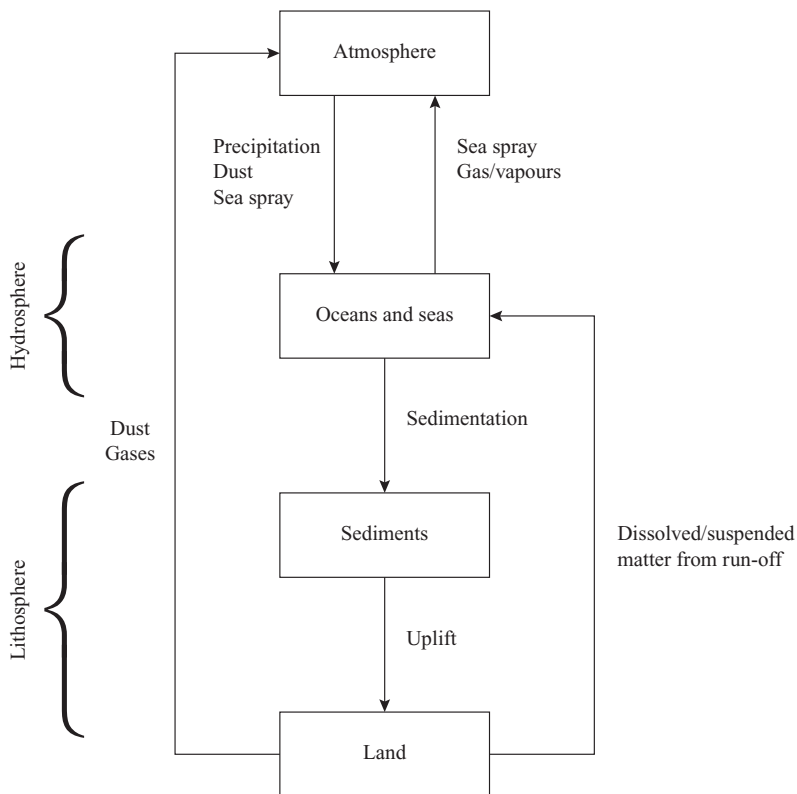 Atmosphere
Precipitation
Dust
Sea spray
Sea spray
Gas/vapours
Hydrosphere
Oceans and seas
Dust
Gases
Sedimentation
Lithosphere
Sediments
Dissolved/suspended
matter from run-off
Uplift
Land